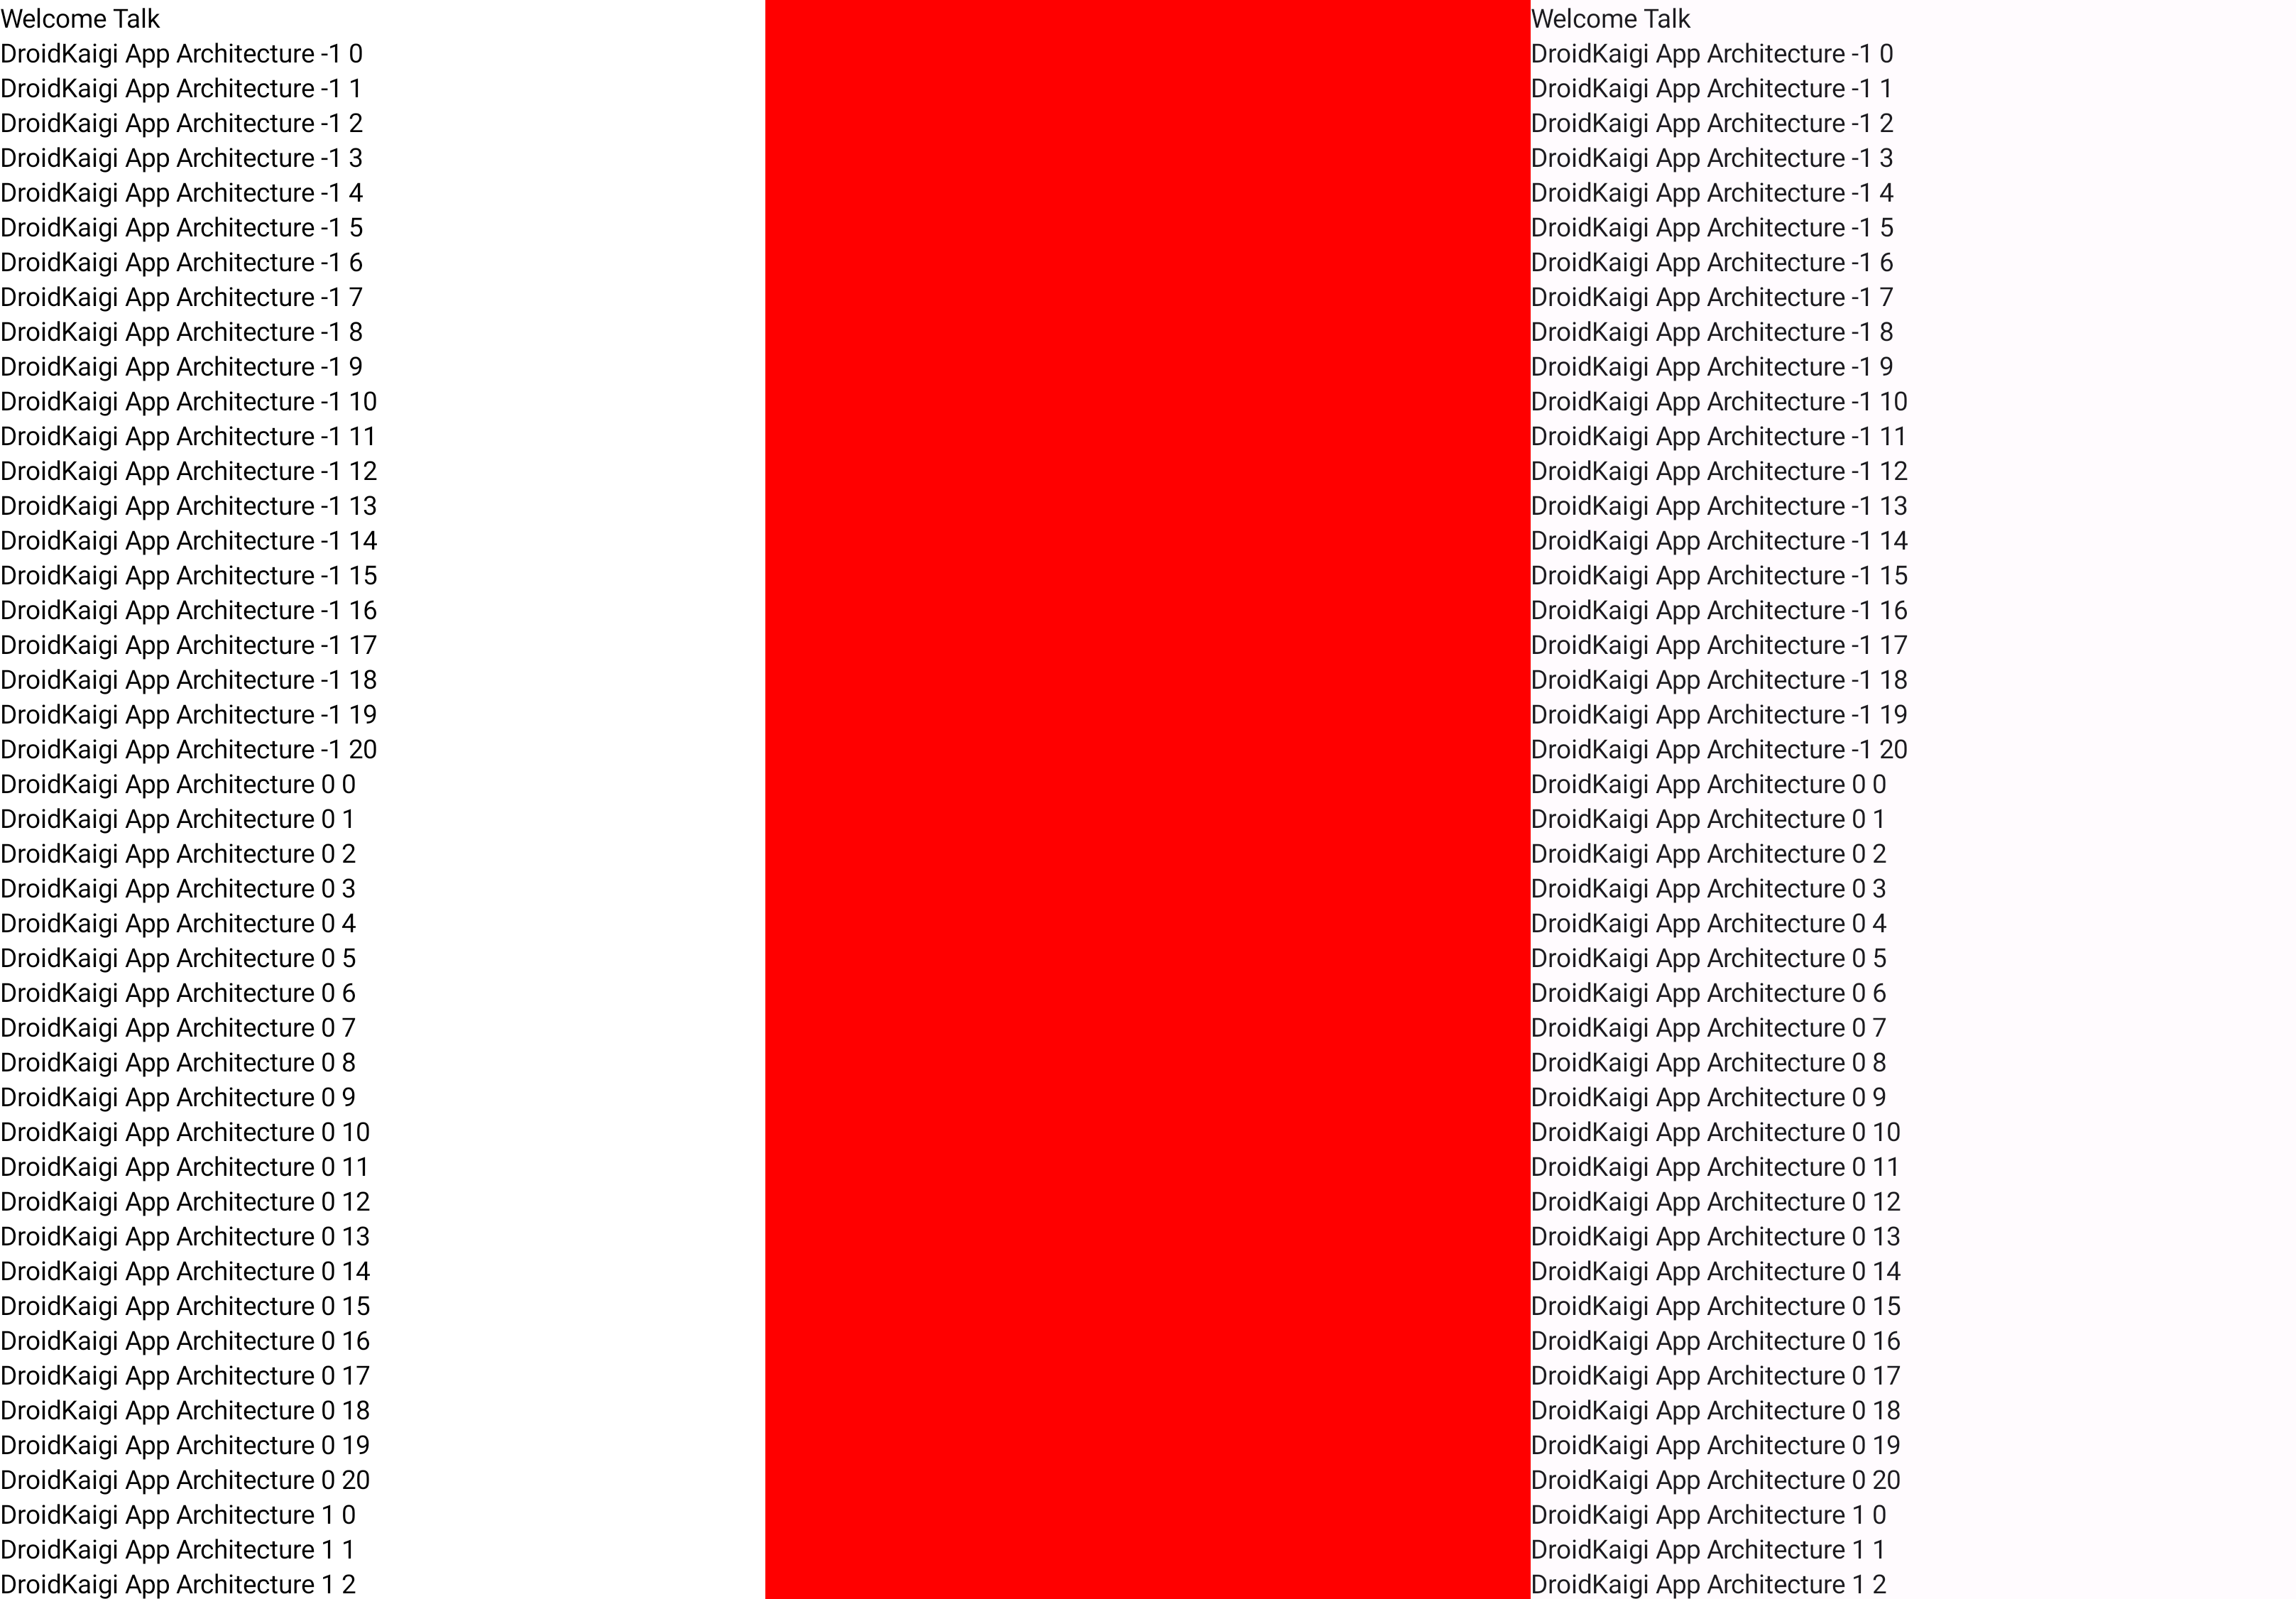 Welcome Talk
DroidKaigi App Architecture -1 0
DroidKaigi App Architecture -1 1
DroidKaigi App Architecture -1 2
DroidKaigi App Architecture -1 3
DroidKaigi App Architecture -1 4
DroidKaigi App Architecture -1 5
DroidKaigi App Architecture -1 6
DroidKaigi App Architecture -1 7
DroidKaigi App Architecture -1 8
DroidKaigi App Architecture -1 9
DroidKaigi App Architecture -1 10
DroidKaigi App Architecture -1 11
DroidKaigi App Architecture -1 12
DroidKaigi App Architecture -1 13
DroidKaigi App Architecture -1 14
DroidKaigi App Architecture -1 15
DroidKaigi App Architecture -1 16
DroidKaigi App Architecture -1 17
DroidKaigi App Architecture -1 18
DroidKaigi App Architecture -1 19
DroidKaigi App Architecture -1 20
DroidKaigi App Architecture 0 0
DroidKaigi App Architecture 0 1
DroidKaigi App Architecture 0 2
DroidKaigi App Architecture 0 3
DroidKaigi App Architecture 0 4
DroidKaigi App Architecture 0 5
DroidKaigi App Architecture 0 6
DroidKaigi App Architecture 0 7
DroidKaigi App Architecture 0 8
DroidKaigi App Architecture 0 9
DroidKaigi App Architecture 0 10
DroidKaigi App Architecture 0 11
DroidKaigi App Architecture 0 12
DroidKaigi App Architecture 0 13
DroidKaigi App Architecture 0 14
DroidKaigi App Architecture 0 15
DroidKaigi App Architecture 0 16
DroidKaigi App Architecture 0 17
DroidKaigi App Architecture 0 18
DroidKaigi App Architecture 0 19
DroidKaigi App Architecture 0 20
DroidKaigi App Architecture 1 0
DroidKaigi App Architecture 1 1
DroidKaigi App Architecture 1 2
Welcome Talk
DroidKaigi App Architecture -1 0
DroidKaigi App Architecture -1 1
DroidKaigi App Architecture -1 2
DroidKaigi App Architecture -1 3
DroidKaigi App Architecture -1 4
DroidKaigi App Architecture -1 5
DroidKaigi App Architecture -1 6
DroidKaigi App Architecture -1 7
DroidKaigi App Architecture -1 8
DroidKaigi App Architecture -1 9
DroidKaigi App Architecture -1 10
DroidKaigi App Architecture -1 11
DroidKaigi App Architecture -1 12
DroidKaigi App Architecture -1 13
DroidKaigi App Architecture -1 14
DroidKaigi App Architecture -1 15
DroidKaigi App Architecture -1 16
DroidKaigi App Architecture -1 17
DroidKaigi App Architecture -1 18
DroidKaigi App Architecture -1 19
DroidKaigi App Architecture -1 20
DroidKaigi App Architecture 0 0
DroidKaigi App Architecture 0 1
DroidKaigi App Architecture 0 2
DroidKaigi App Architecture 0 3
DroidKaigi App Architecture 0 4
DroidKaigi App Architecture 0 5
DroidKaigi App Architecture 0 6
DroidKaigi App Architecture 0 7
DroidKaigi App Architecture 0 8
DroidKaigi App Architecture 0 9
DroidKaigi App Architecture 0 10
DroidKaigi App Architecture 0 11
DroidKaigi App Architecture 0 12
DroidKaigi App Architecture 0 13
DroidKaigi App Architecture 0 14
DroidKaigi App Architecture 0 15
DroidKaigi App Architecture 0 16
DroidKaigi App Architecture 0 17
DroidKaigi App Architecture 0 18
DroidKaigi App Architecture 0 19
DroidKaigi App Architecture 0 20
DroidKaigi App Architecture 1 0
DroidKaigi App Architecture 1 1
DroidKaigi App Architecture 1 2